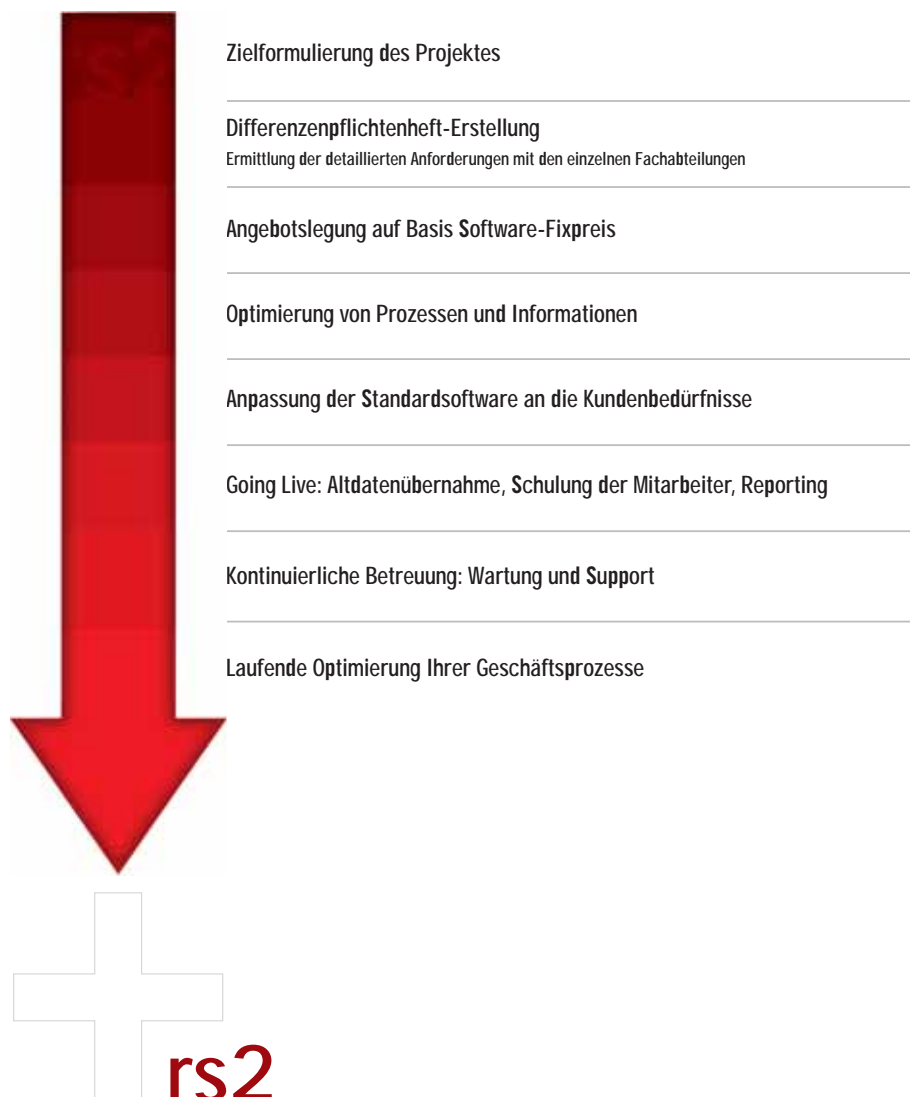 rs2
Zielformulierung des Projektes
Differenzenpflichtenheft-Erstellung
Ermittlung der detaillierten Anforderungen mit den einzelnen Fachabteilungen
Angebotslegung auf Basis Software-Fixpreis
Optimierung von Prozessen und Informationen
Anpassung der Standardsoftware an die Kundenbedürfnisse
Going Live: Altdatenübernahme, Schulung der Mitarbeiter, Reporting
Kontinuierliche Betreuung: Wartung und Support
Laufende Optimierung Ihrer Geschäftsprozesse
rs2